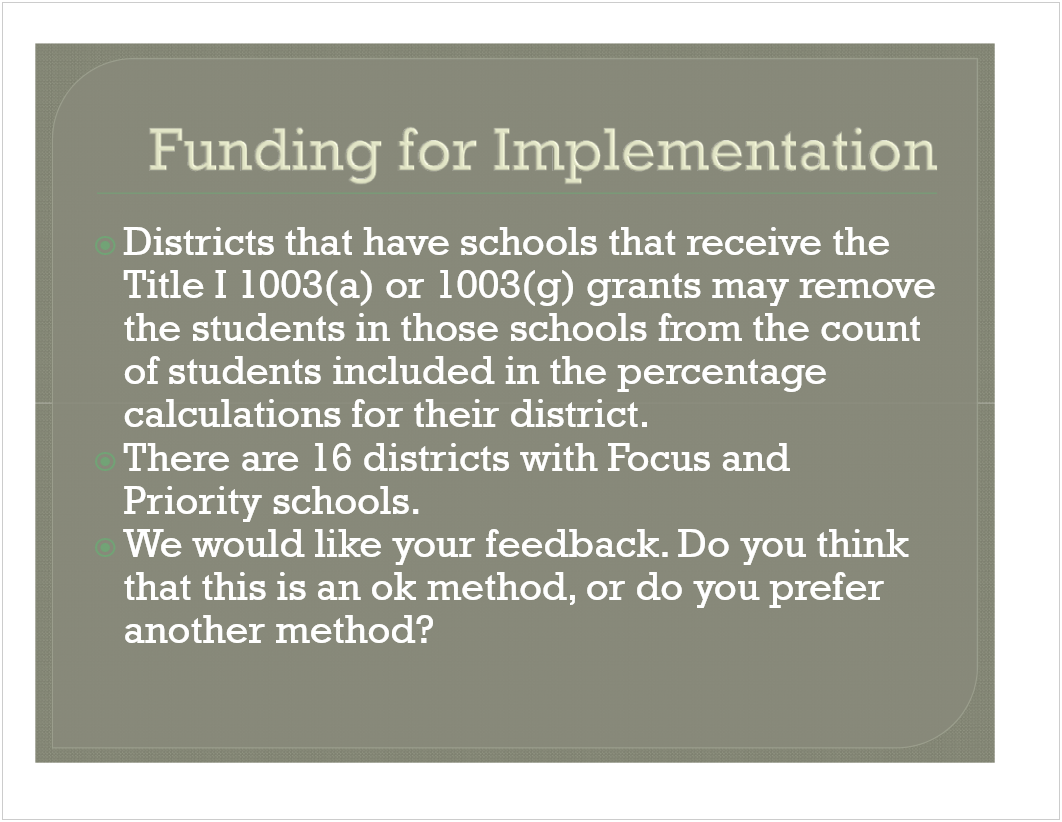 Funding for Implementation
Districts that have schools that receive the
Title I 1003(a) or 1003(g) grants may remove
the students in those schools from the count
of students included in the percentage
calculations for their district.
There are 16 districts with Focus and
Priority schools.
We would like your feedback. Do you think
that this is an ok method, or do you prefer
another method?